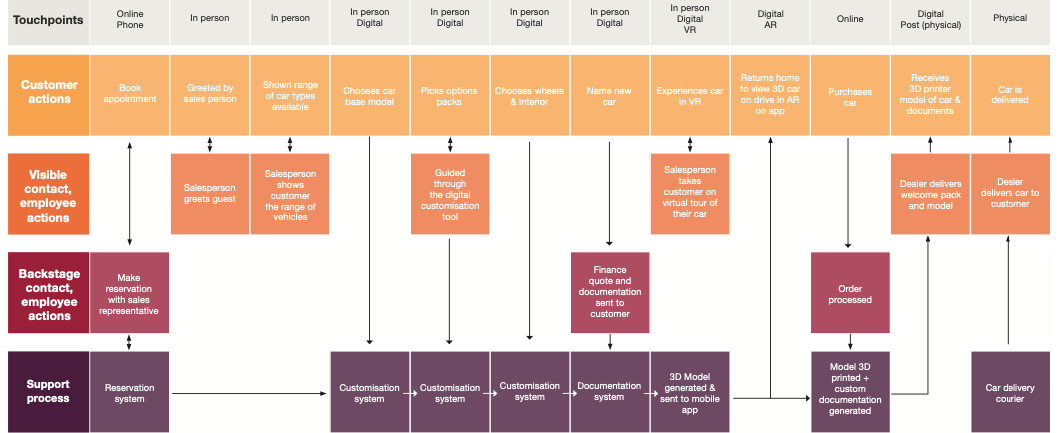 Touchpoints
Online
Phone
In person
In person
In person
Digital
In person
Digital
In person
Digital
In person
Digital
In person
Digital
VR
Digital
AR
Online
Digital
Post (physical)
Physical
Customer
actions
Book
appointment
Greeted by
sales person
Shown range
of car types
available
Chooses car
base model
Picks options
packs
Chooses wheels
& interior
Name new
car
Experiences car
in VR
Returns home
to view 3D car
on drive in AR
on app
Purchases
car
Receives
3D printer
model of car &
documents
Car is
delivered
Visible
contact,
employee
actions
Salesperson
greets guest
Salesperson
shows
customer
the range of
vehicles
Guided
through
the digital
customisation
tool
Salesperson
takes
customer on
virtual tour of
their car
Dealer delivers
welcome pack
and model
Dealer
delivers car to
customer
Backstage
contact,
employee
actions
Make
reservation
with sales
representative
Finance
quote and
documentation
sent to
customer
Order
processed
Support
process
Reservation
system
Customisation
system
Customisation
system
Customisation
system
Documentation
system
3D Model
generated &
sent to mobile
app
Model 3D
printed +
custom
documentation
generated
Car delivery
courier